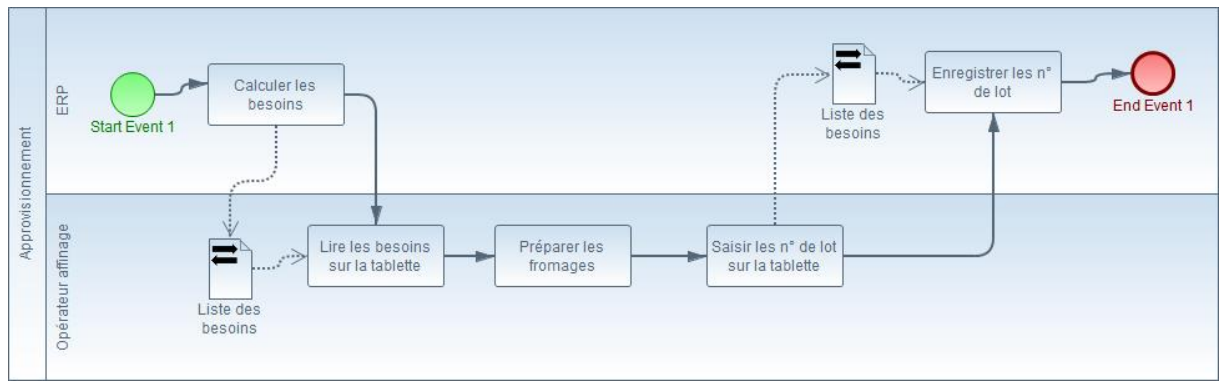 Approvisionnement
ERP
Start Event 1
Calculer les
besoins
Liste des
besoins
Enregistrer les n°
de lot
End Event 1
Opérateur affinage
Liste des
besoins
Lire les besoins
sur la tablette
Préparer les
fromages
Saisir les n° de lot
sur la tablette